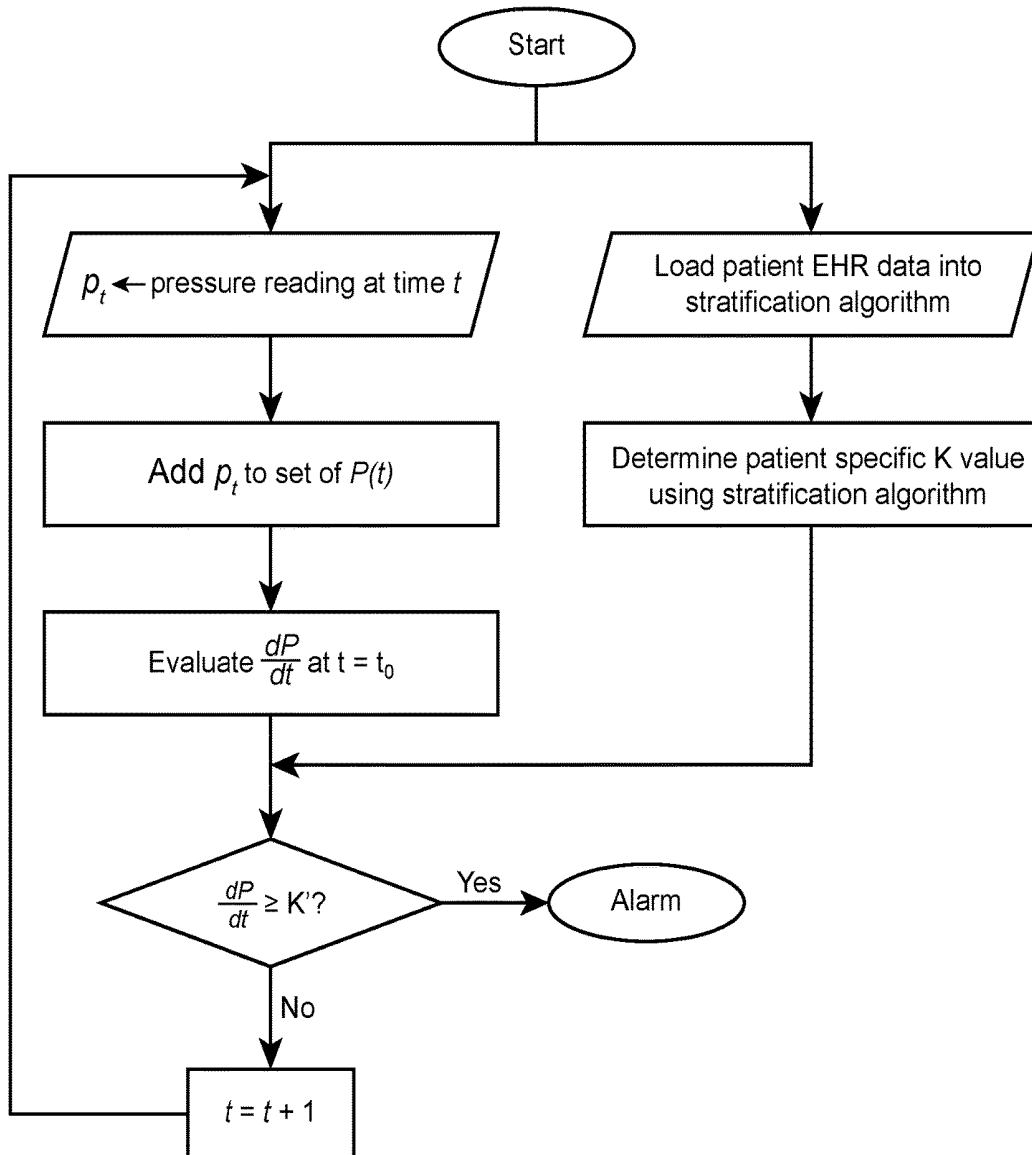 Start
p_t ← pressure reading at time t
Load patient EHR data into
stratification algorithm
Add p_t to set of P(t)
Determine patient specific K value
using stratification algorithm
Evaluate dP/dt at t = t_0
dP/dt ≥ K'?
Yes
Alarm
No
t = t + 1